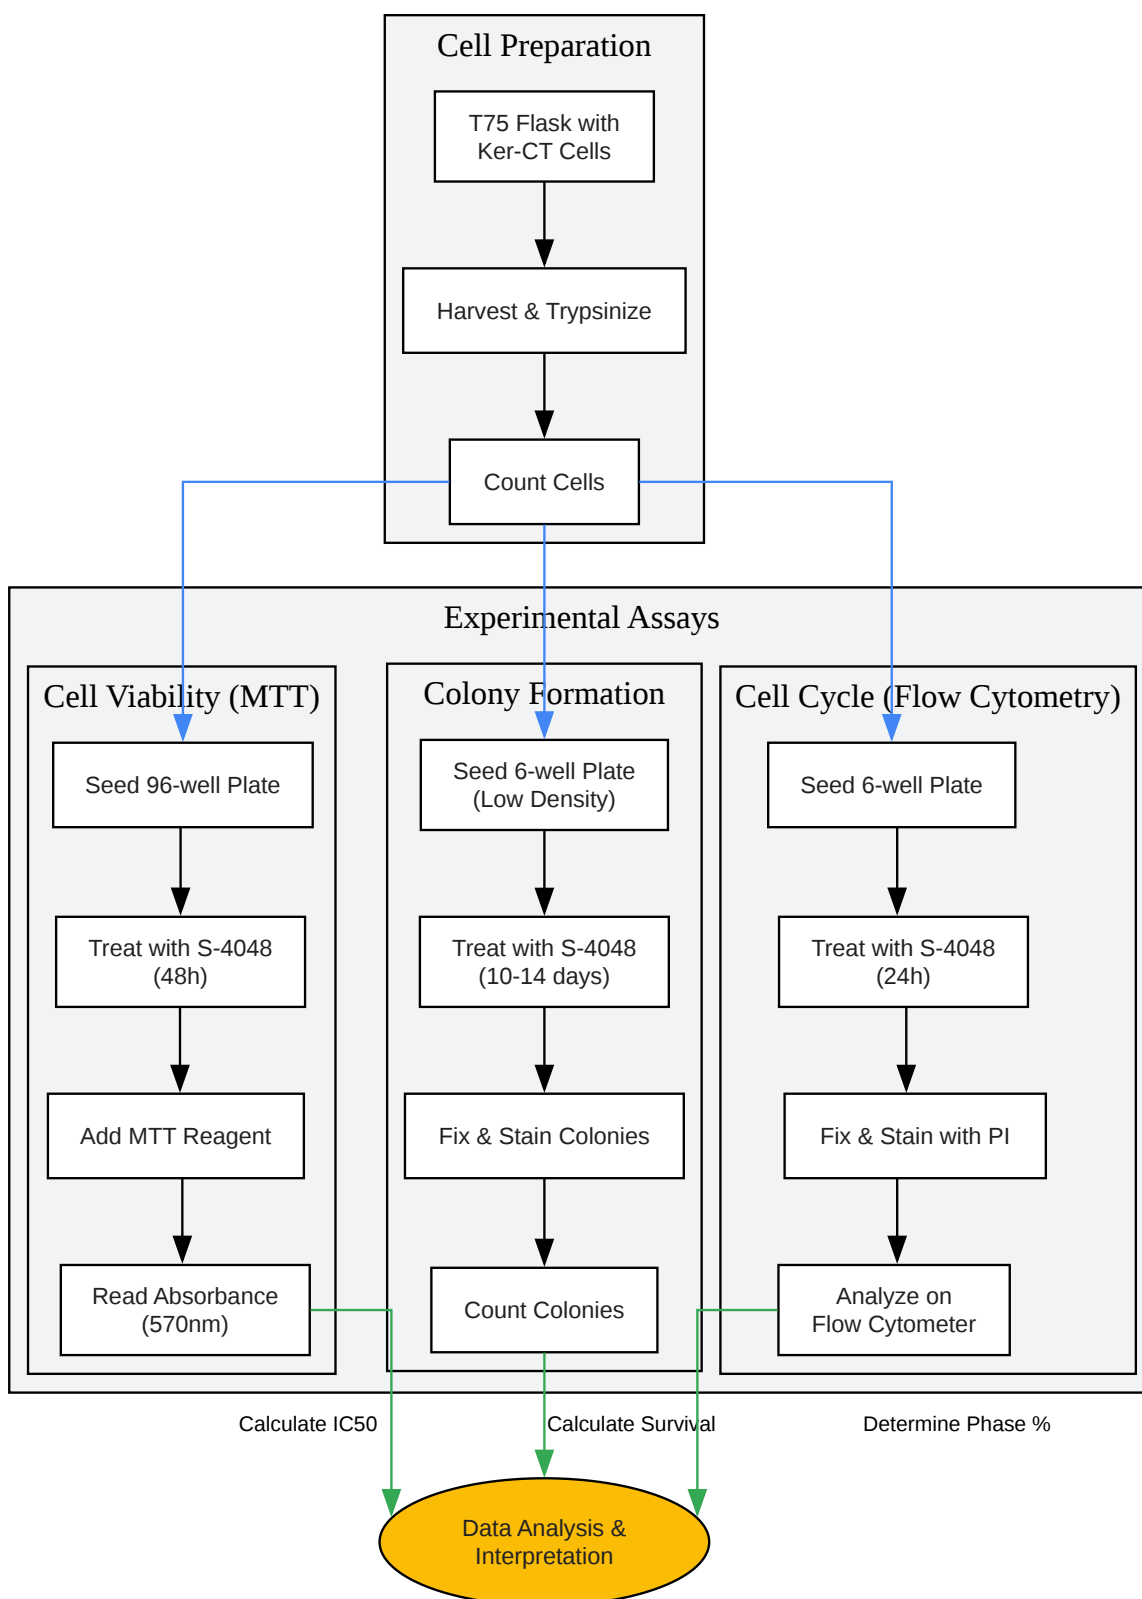 Cell Preparation
T75 Flask with
Ker-CT Cells
Harvest & Trypsinize
Count Cells
Experimental Assays
Cell Viability (MTT)
Seed 96-well Plate
Treat with S-4048
(48h)
Add MTT Reagent
Read Absorbance
(570nm)
Colony Formation
Seed 6-well Plate
(Low Density)
Treat with S-4048
(10-14 days)
Fix & Stain Colonies
Count Colonies
Cell Cycle (Flow Cytometry)
Seed 6-well Plate
Treat with S-4048
(24h)
Fix & Stain with PI
Analyze on
Flow Cytometer
Calculate IC50
Calculate Survival
Determine Phase %
Data Analysis &
Interpretation